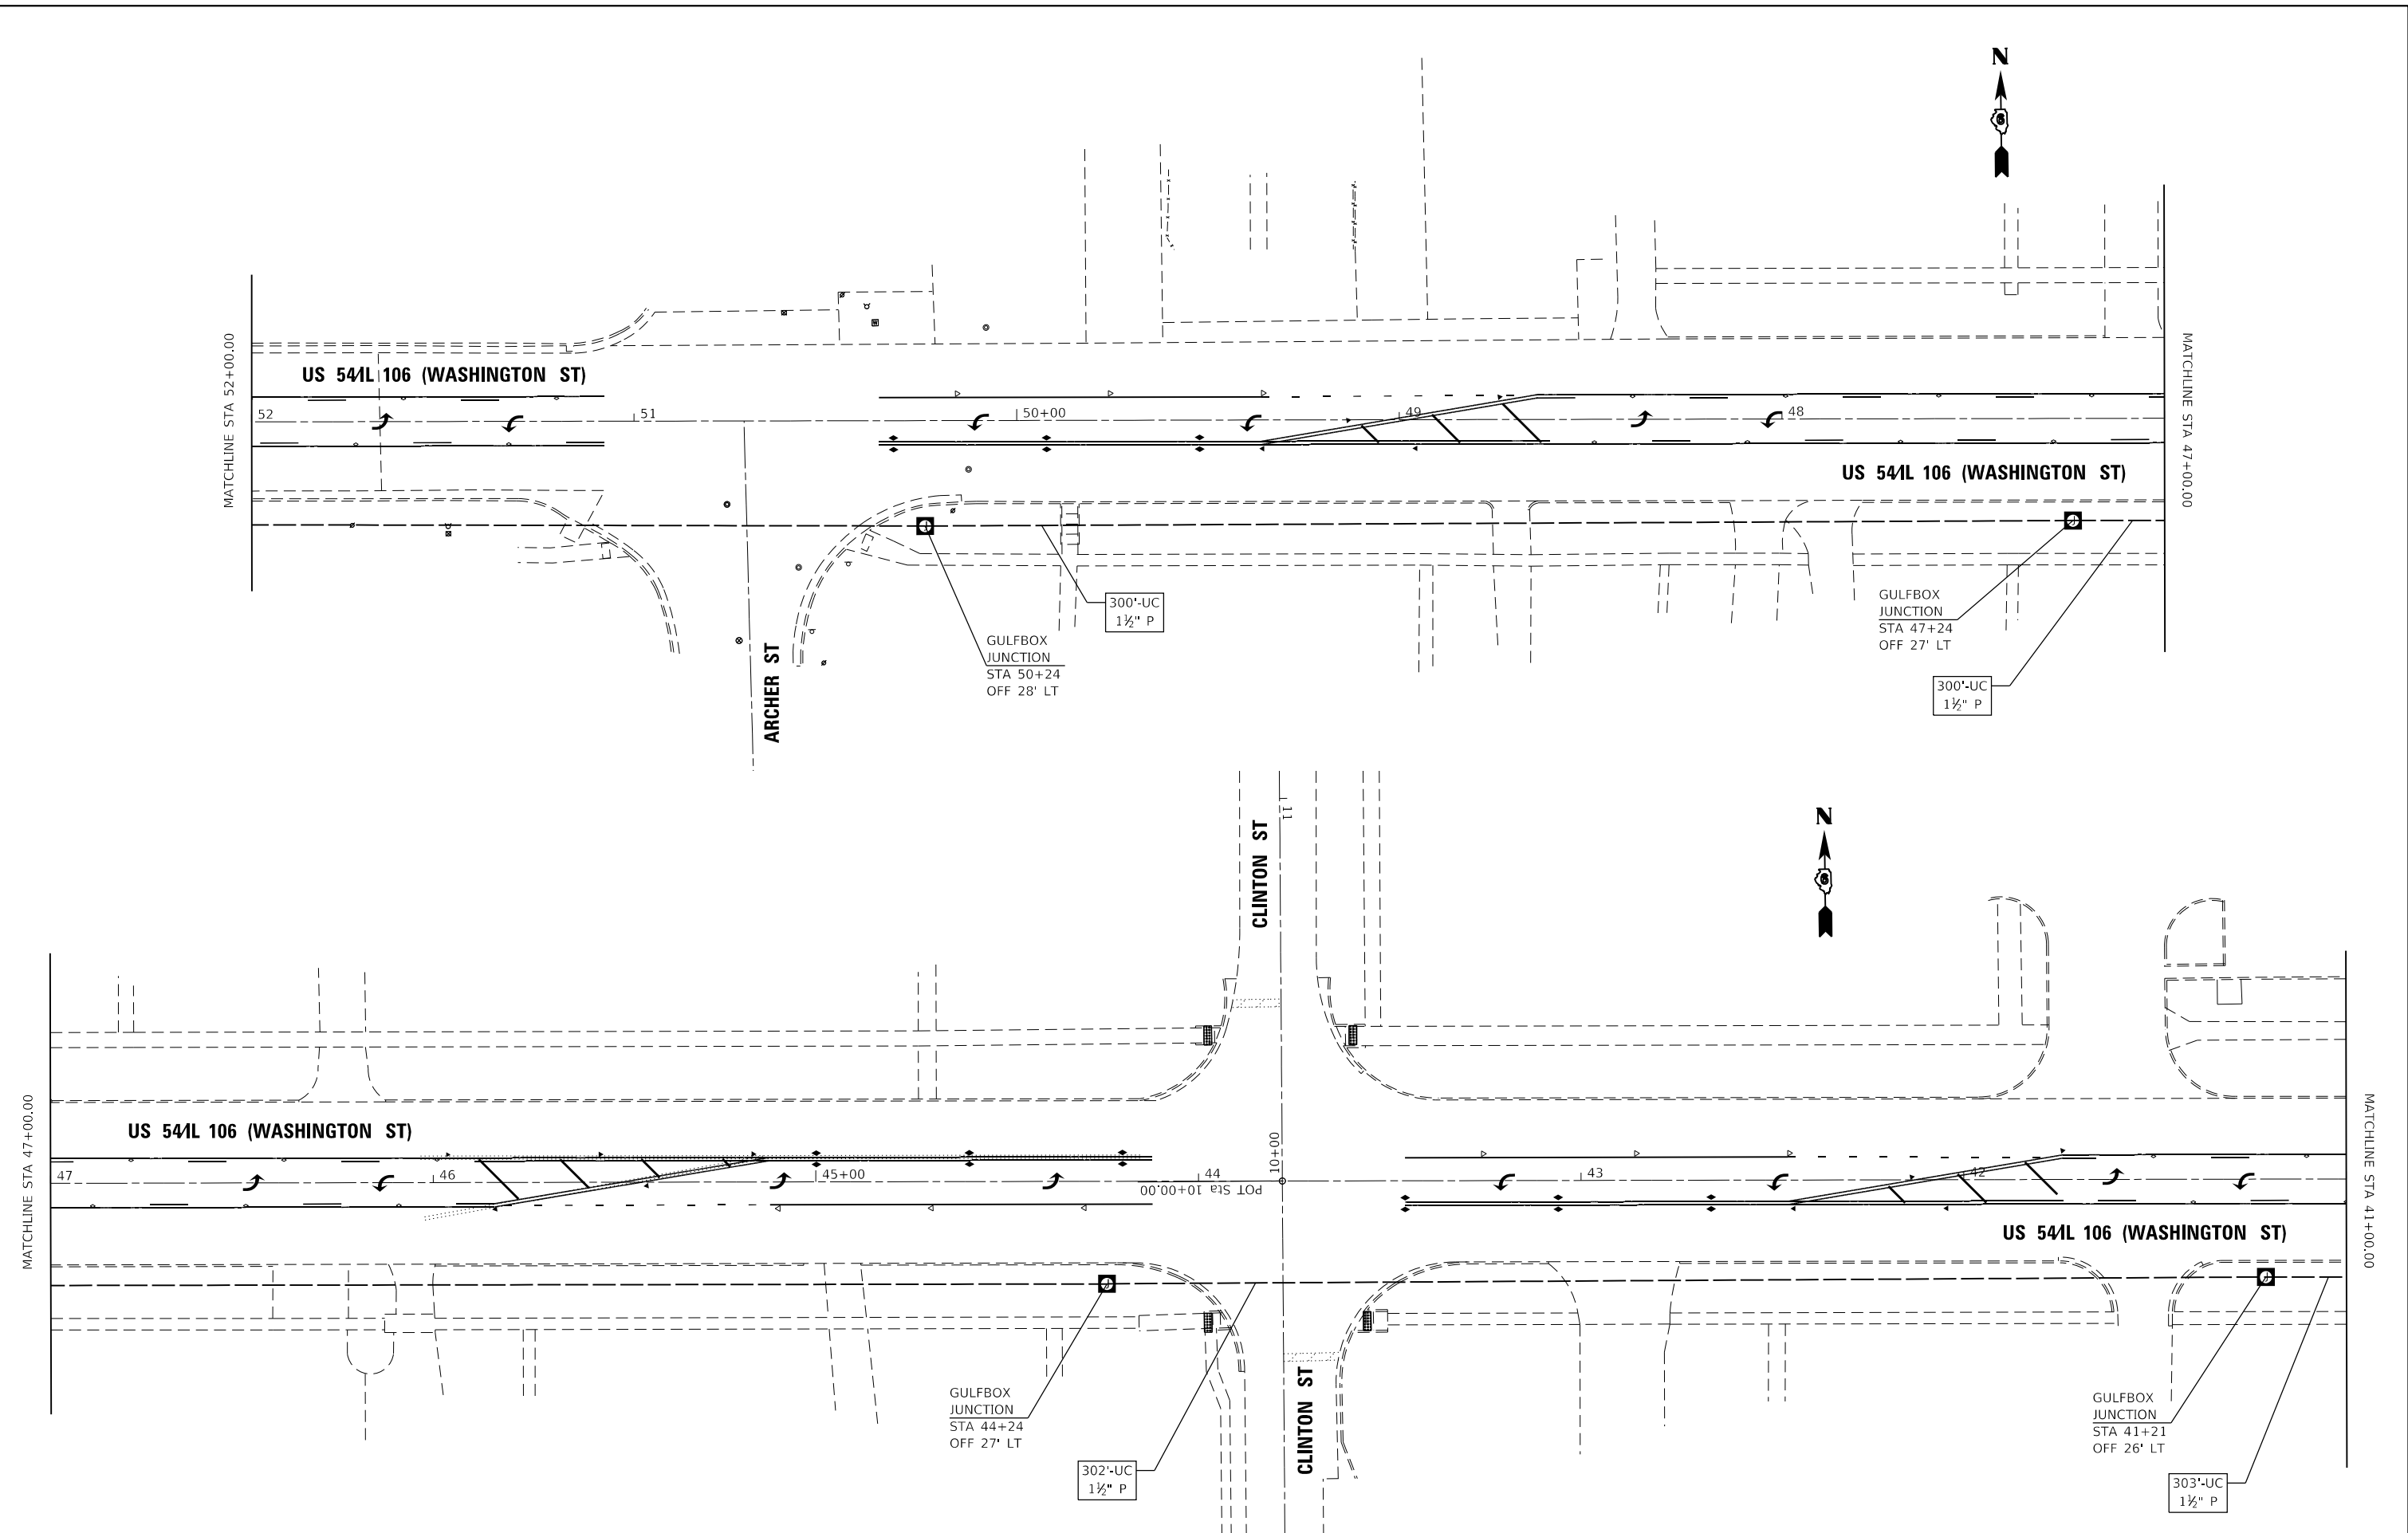 N
6
MATCHLINE STA 52+00.00
US 54/IL 106 (WASHINGTON ST)
52
51
50+00
49
48
MATCHLINE STA 47+00.00
US 54/IL 106 (WASHINGTON ST)
ARCHER ST
GULFBOX
JUNCTION
STA 50+24
OFF 28' LT
300'-UC
1½" P
GULFBOX
JUNCTION
STA 47+24
OFF 27' LT
300'-UC
1½" P
N
6
CLINTON ST
11
MATCHLINE STA 47+00.00
US 54/IL 106 (WASHINGTON ST)
47
46
45+00
44
10+00
POT Sta 10+00.00
43
42
MATCHLINE STA 41+00.00
US 54/IL 106 (WASHINGTON ST)
CLINTON ST
GULFBOX
JUNCTION
STA 44+24
OFF 27' LT
302'-UC
1½" P
GULFBOX
JUNCTION
STA 41+21
OFF 26' LT
303'-UC
1½" P